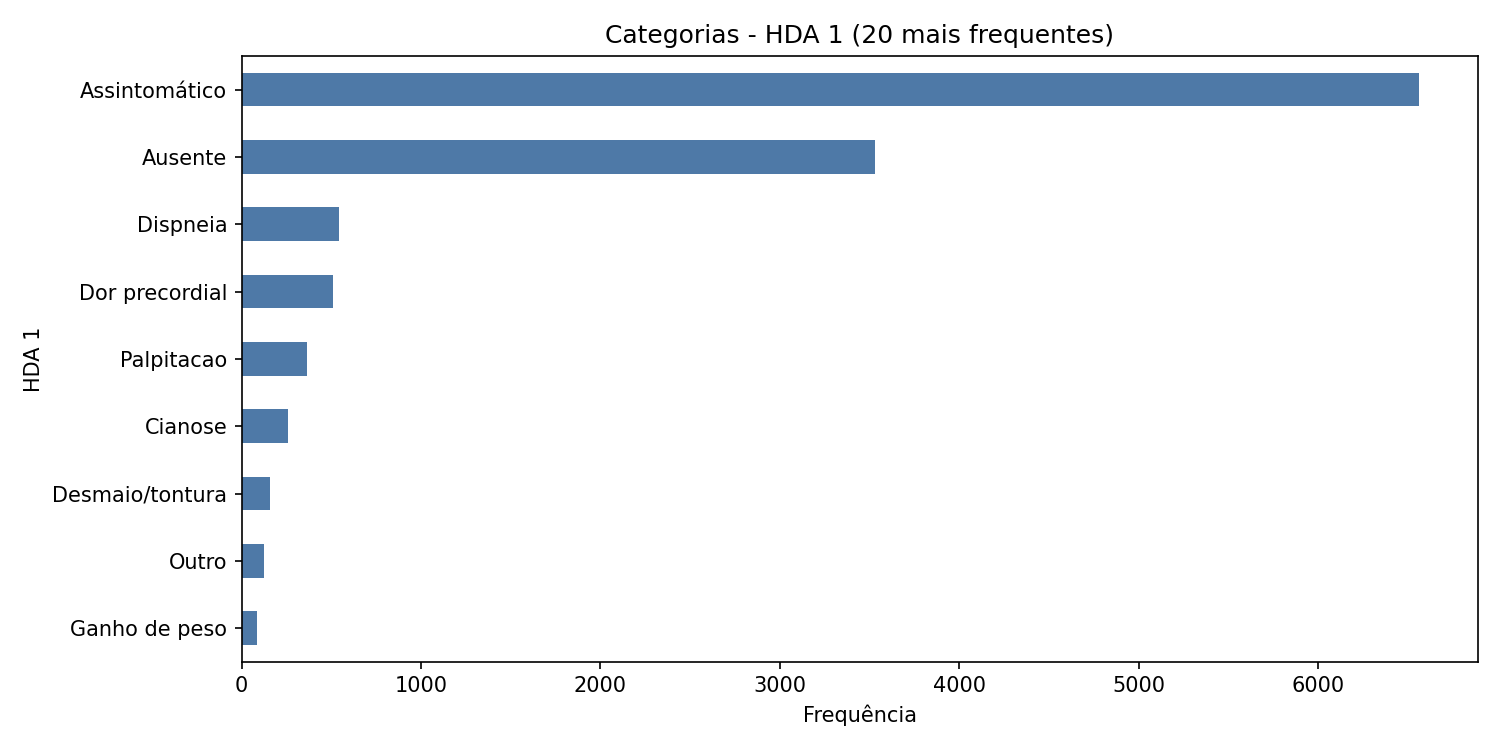 Categorias - HDA 1 (20 mais frequentes)
HDA 1
Assintomático
Ausente
Dispneia
Dor precordial
Palpitacao
Cianose
Desmaio/tontura
Outro
Ganho de peso
0 1000 2000 3000 4000 5000 6000
Frequência